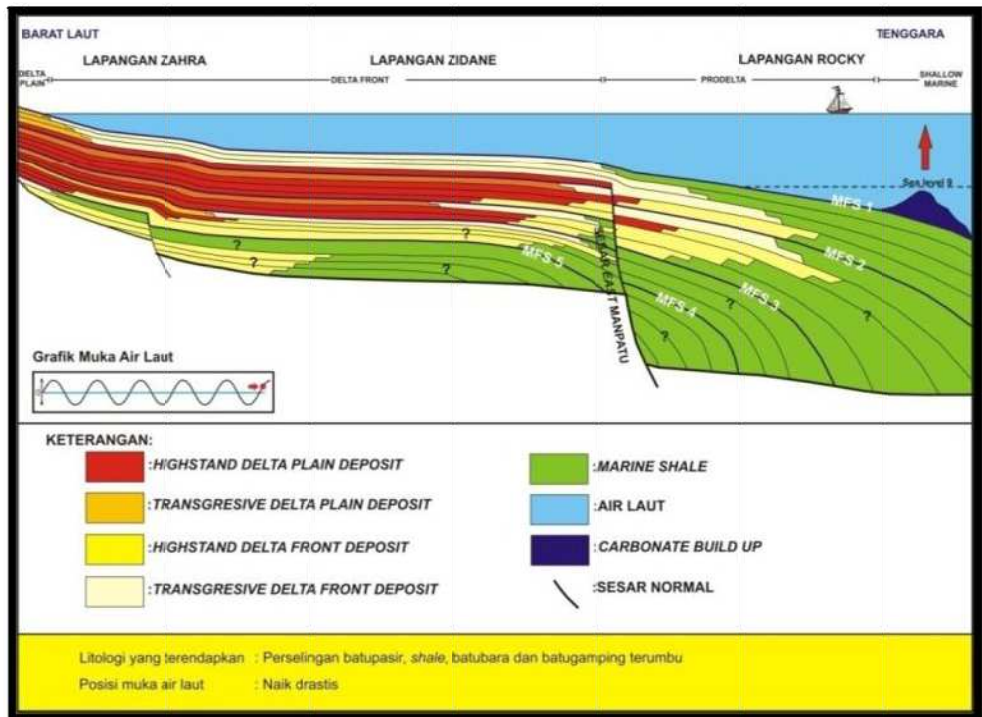 BARAT LAUT
TENGGARA
LAPANGAN ZAHRA
LAPANGAN ZIDANE
LAPANGAN ROCKY
DELTA PLAIN
DELTA FRONT
PRODELTA
SHALLOW MARINE
Sea level 9
MFS 1
MFS 2
MFS 3
MFS 4
MFS 5
?
?
?
?
?
?
?
?
SESAR EAST MANPATU
Grafik Muka Air Laut
KETERANGAN:
:HIGHSTAND DELTA PLAIN DEPOSIT
:TRANSGRESIVE DELTA PLAIN DEPOSIT
:HIGHSTAND DELTA FRONT DEPOSIT
:TRANSGRESIVE DELTA FRONT DEPOSIT
:MARINE SHALE
:AIR LAUT
:CARBONATE BUILD UP
:SESAR NORMAL
Litologi yang terendapkan : Perselingan batupasir, shale, batubara dan batugamping terumbu
Posisi muka air laut : Naik drastis